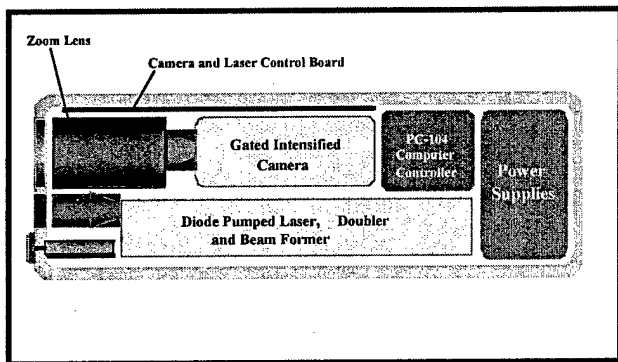 Zoom Lens
Camera and Laser Control Board
Gated Intensified
Camera
PC-104
Computer
Controller
Power
Supplies
Diode Pumped Laser, Doubler
and Beam Former